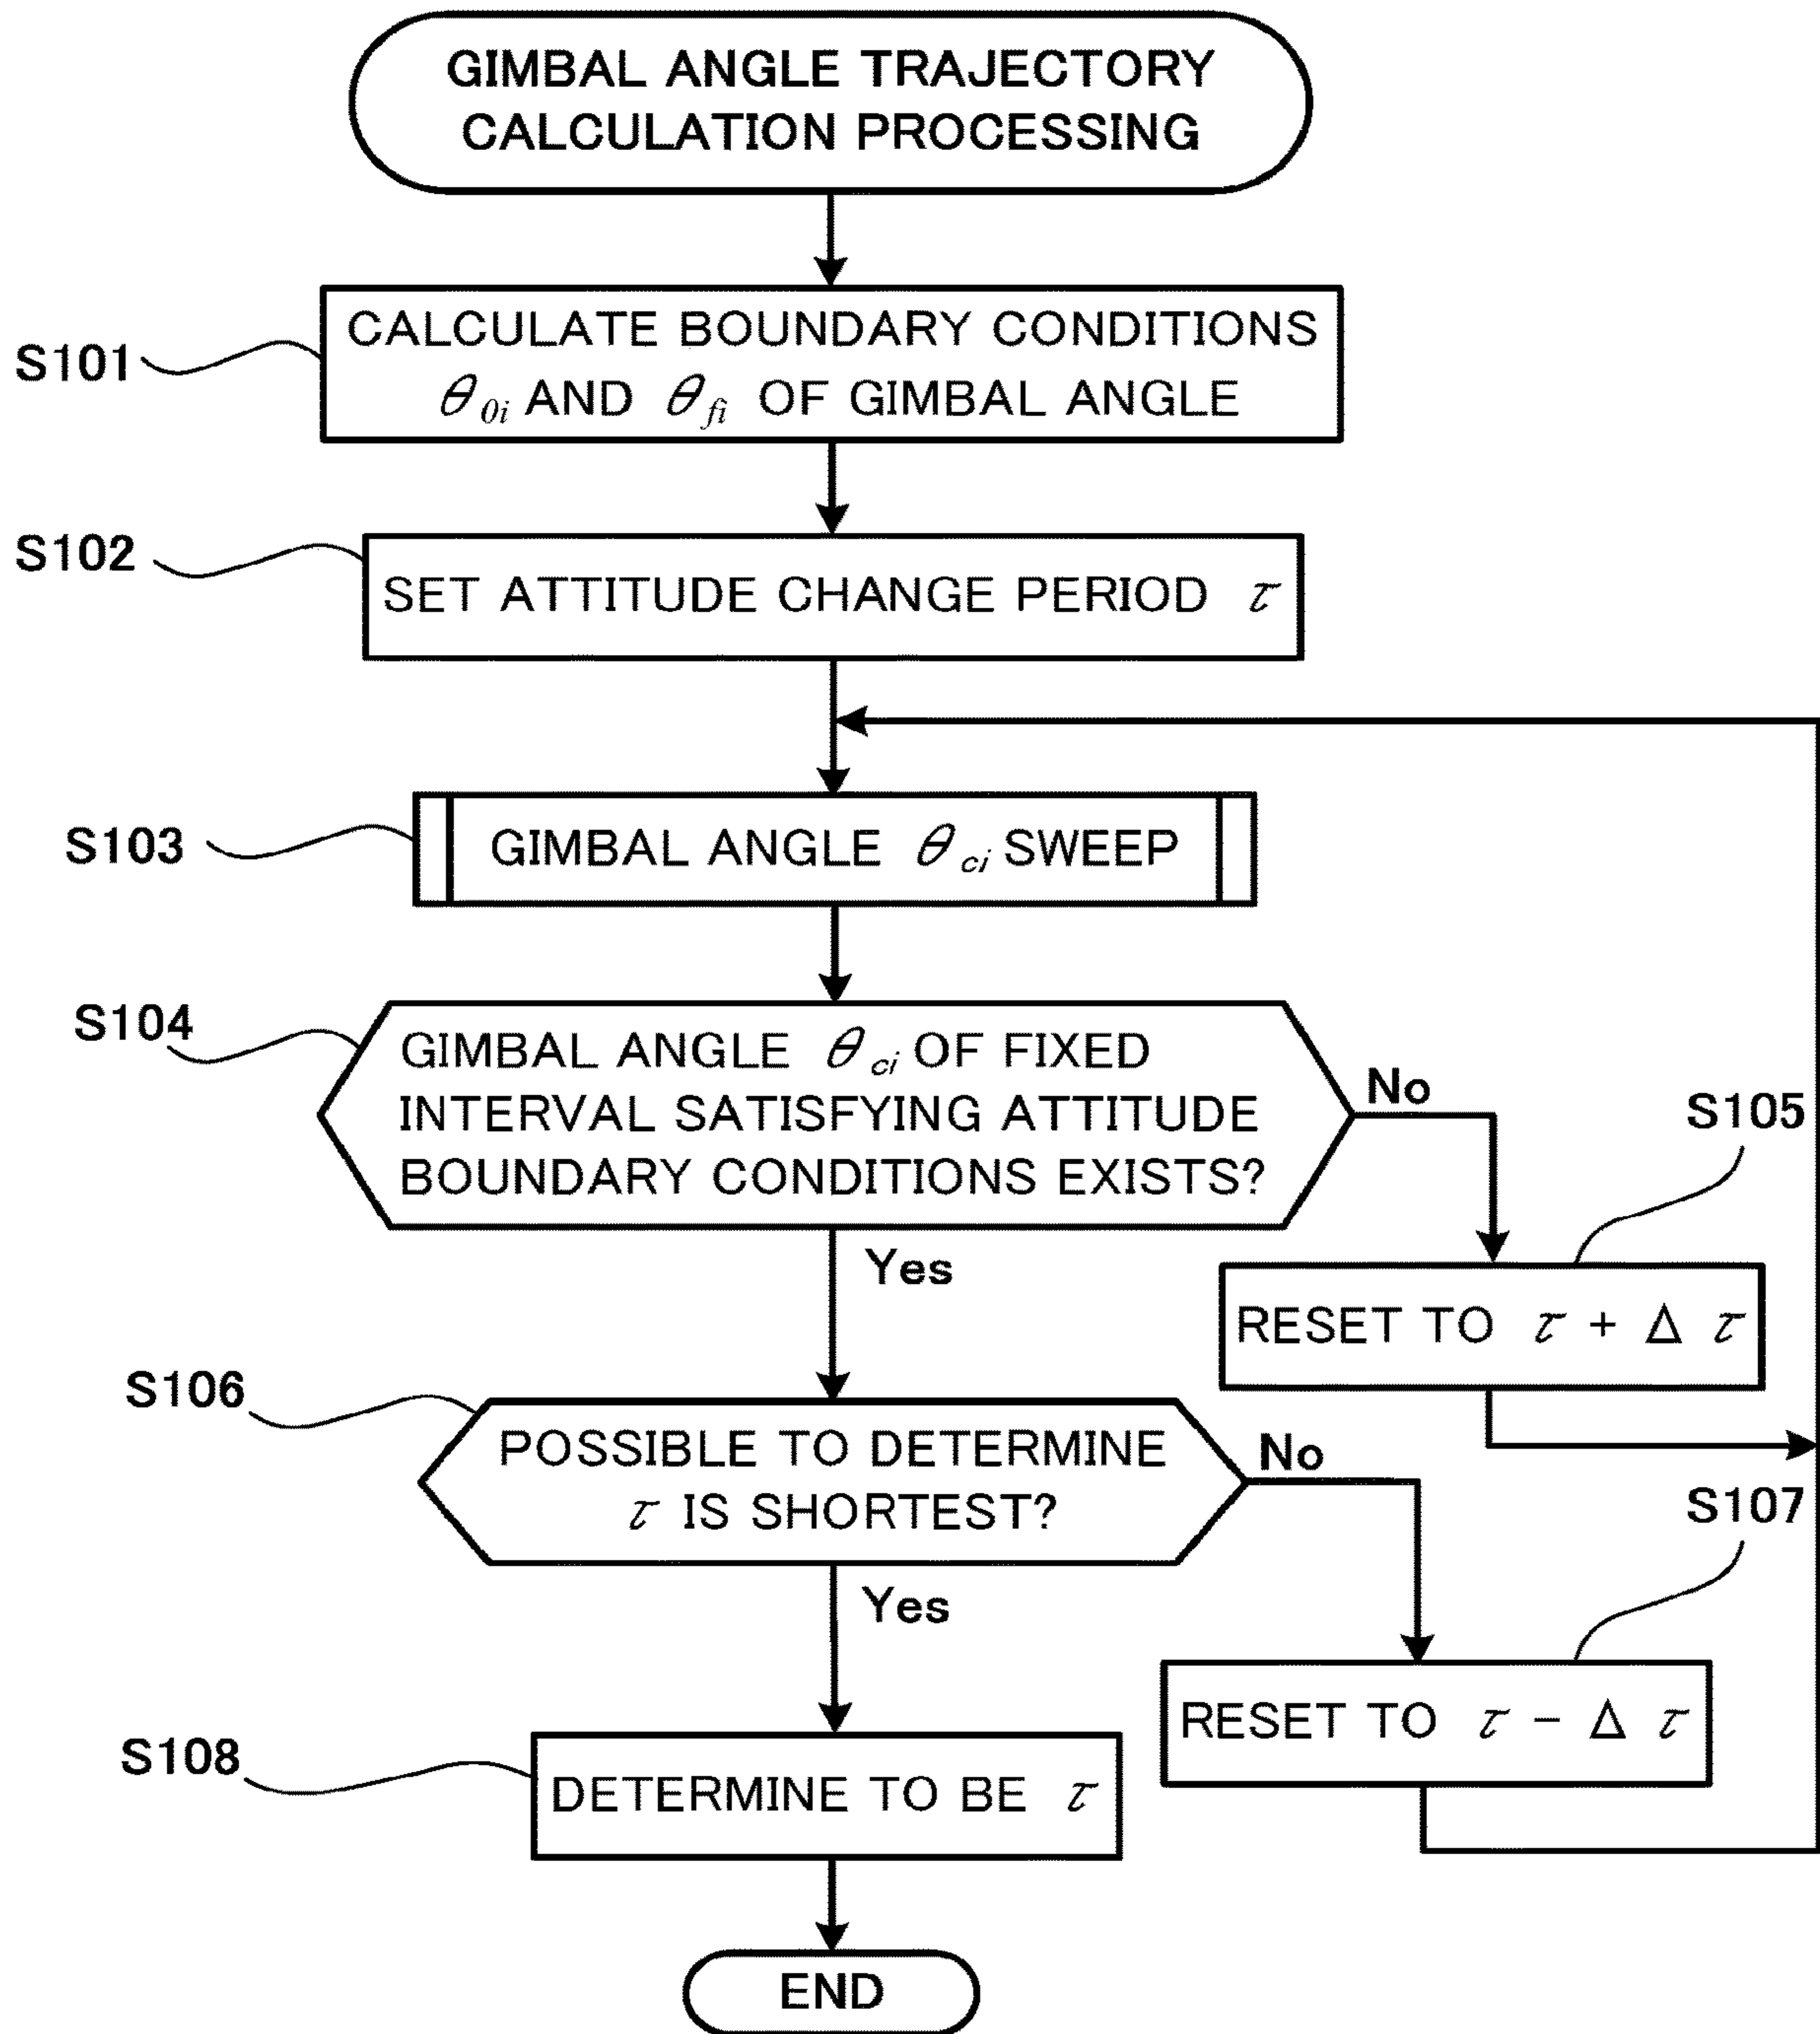 GIMBAL ANGLE TRAJECTORY
CALCULATION PROCESSING
S101
CALCULATE BOUNDARY CONDITIONS
θ0i AND θfi OF GIMBAL ANGLE
S102
SET ATTITUDE CHANGE PERIOD τ
S103
GIMBAL ANGLE θci SWEEP
S104
GIMBAL ANGLE θci OF FIXED
INTERVAL SATISFYING ATTITUDE
BOUNDARY CONDITIONS EXISTS?
No
S105
Yes
RESET TO τ + Δ τ
S106
POSSIBLE TO DETERMINE
τ IS SHORTEST?
No
S107
Yes
RESET TO τ − Δ τ
S108
DETERMINE TO BE τ
END